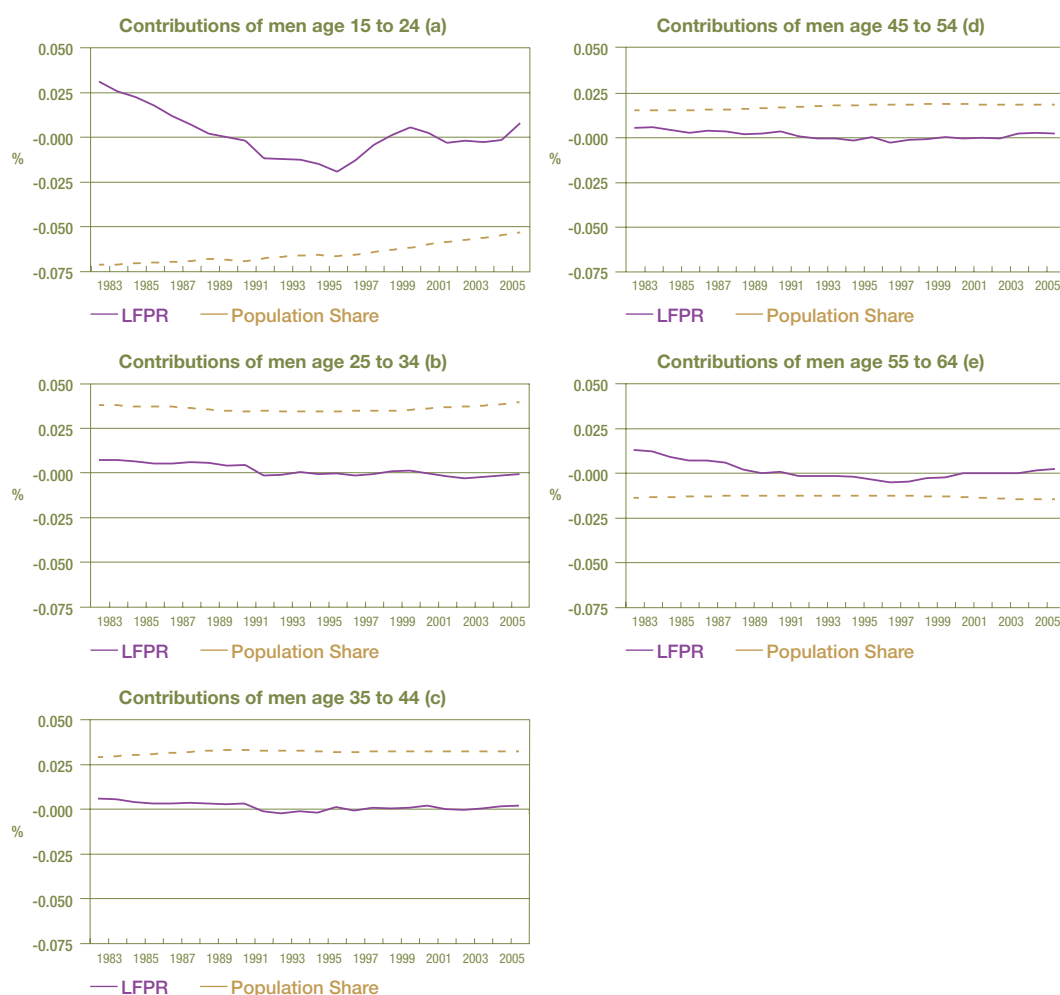 Contributions of men age 15 to 24 (a)
0.050
0.025
-0.000
%
-0.025
-0.050
-0.075
1983 1985 1987 1989 1991 1993 1995 1997 1999 2001 2003 2005
LFPR Population Share
Contributions of men age 25 to 34 (b)
0.050
0.025
-0.000
%
-0.025
-0.050
-0.075
1983 1985 1987 1989 1991 1993 1995 1997 1999 2001 2003 2005
LFPR Population Share
Contributions of men age 35 to 44 (c)
0.050
0.025
-0.000
%
-0.025
-0.050
-0.075
1983 1985 1987 1989 1991 1993 1995 1997 1999 2001 2003 2005
LFPR Population Share
Contributions of men age 45 to 54 (d)
0.050
0.025
-0.000
%
-0.025
-0.050
-0.075
1983 1985 1987 1989 1991 1993 1995 1997 1999 2001 2003 2005
LFPR Population Share
Contributions of men age 55 to 64 (e)
0.050
0.025
-0.000
%
-0.025
-0.050
-0.075
1983 1985 1987 1989 1991 1993 1995 1997 1999 2001 2003 2005
LFPR Population Share